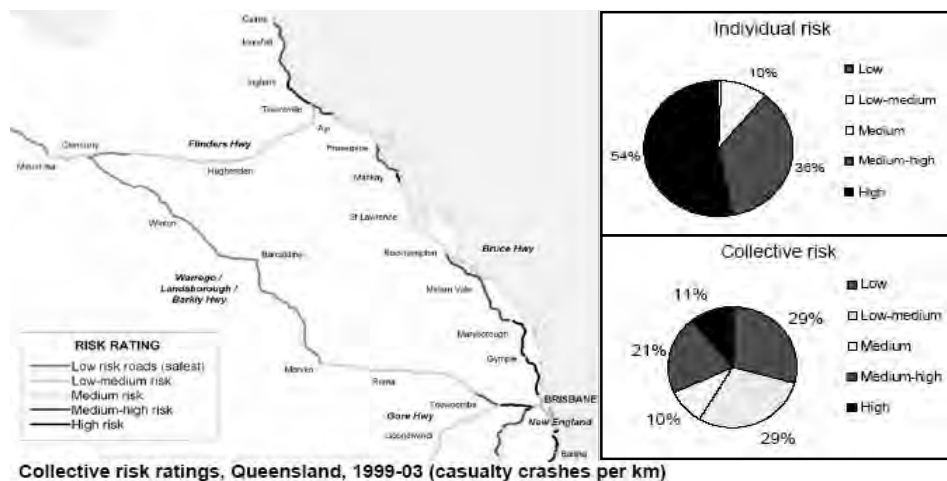 Cairns
Innisfail
Ingham
Townsville
Ayr
Cloncurry
Flinders Hwy
Mount Isa
Hughenden
Proserpine
Mackay
St Lawrence
Winton
Bruce Hwy
Rockhampton
Barcaldine
Warrego /
Landsborough /
Barkly Hwy
Miriam Vale
Maryborough
Gympie
RISK RATING
Low risk roads (safest)
Low-medium risk
Medium risk
Medium-high risk
High risk
Morven
Roma
Toowoomba
BRISBANE
Gore Hwy
New England
Goondiwindi
Individual risk
10%
54%
36%
Low
Low-medium
Medium
Medium-high
High
Collective risk
11%
29%
21%
10%
29%
Low
Low-medium
Medium
Medium-high
High
Collective risk ratings, Queensland, 1999-03 (casualty crashes per km)